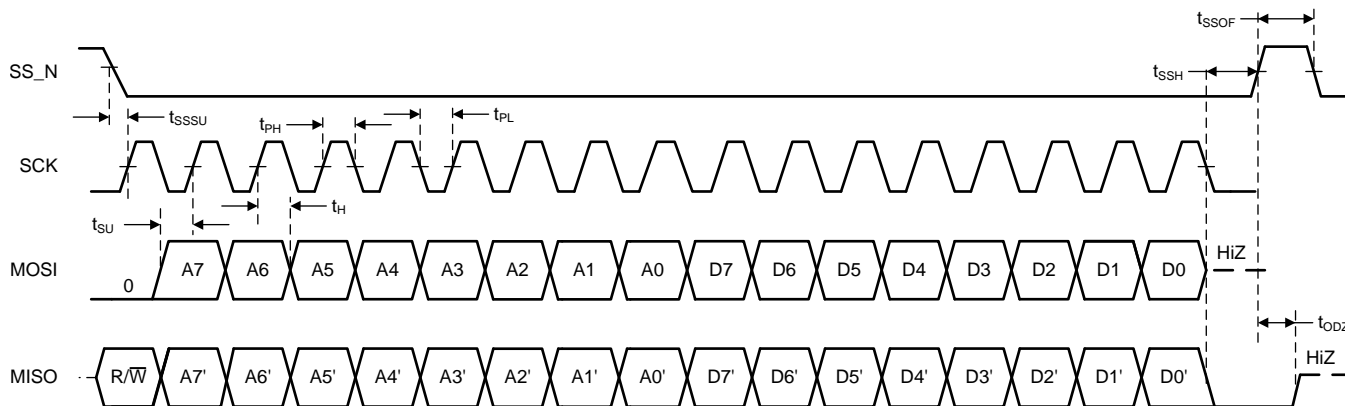 tSSOF
SS_N
tSSH
tSSSU
tPH
tPL
SCK
tSU
tH
MOSI
0 A7 A6 A5 A4 A3 A2 A1 A0 D7 D6 D5 D4 D3 D2 D1 D0 HiZ
tODZ
HiZ
MISO R/W̅ A7' A6' A5' A4' A3' A2' A1' A0' D7' D6' D5' D4' D3' D2' D1' D0'